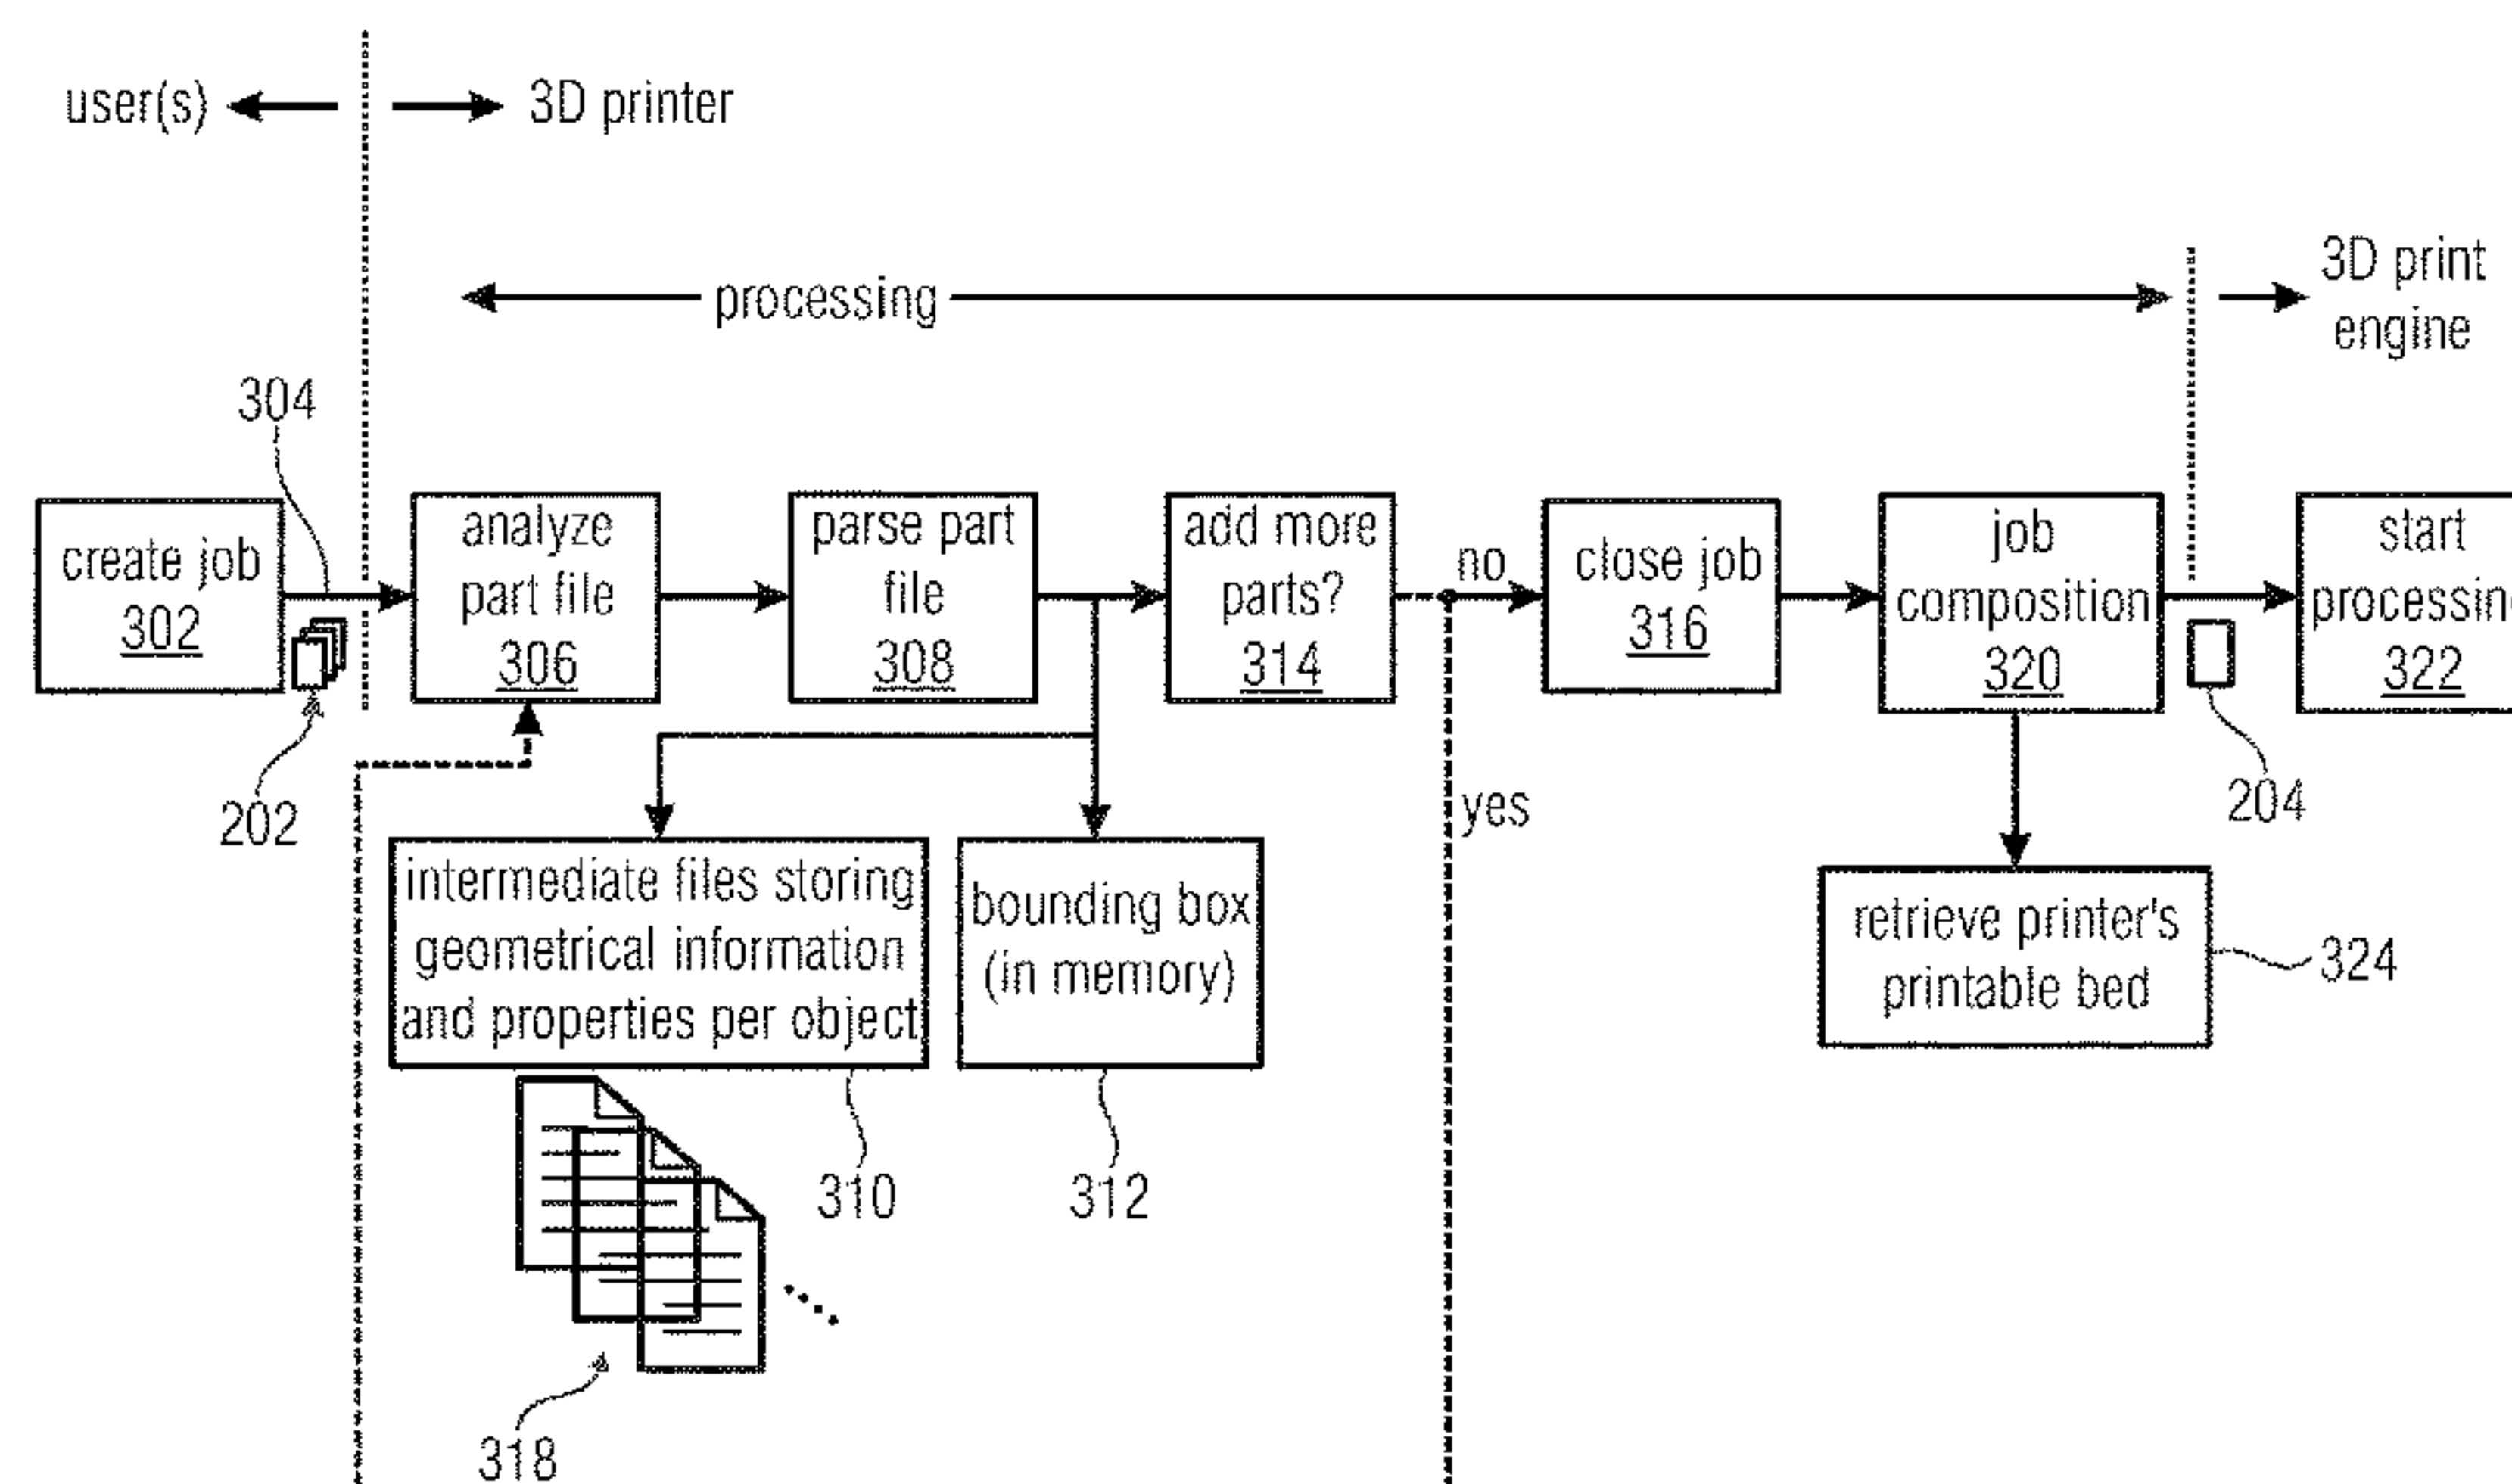 user(s)
3D printer
processing
3D print
engine
304
create job
302
analyze
part file
306
parse part
file
308
add more
parts?
314
no
close job
316
job
composition
320
start
processin
322
202
yes
204
intermediate files storing
geometrical information
and properties per object
bounding box
(in memory)
retrieve printer's
printable bed
324
310
312
318